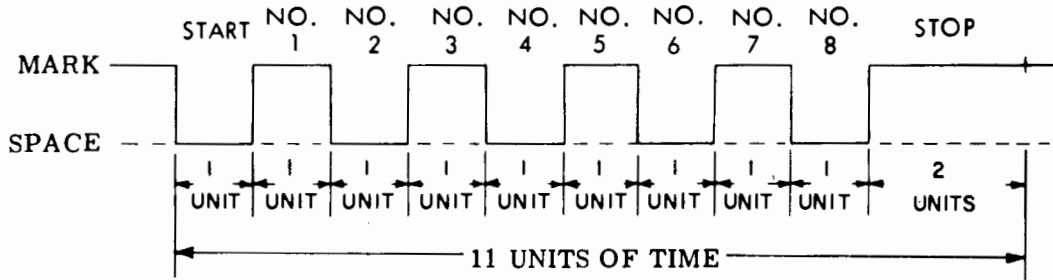 START NO. 1 NO. 2 NO. 3 NO. 4 NO. 5 NO. 6 NO. 7 NO. 8 STOP
MARK
SPACE
1 UNIT 1 UNIT 1 UNIT 1 UNIT 1 UNIT 1 UNIT 1 UNIT 1 UNIT 1 UNIT 2 UNITS
11 UNITS OF TIME